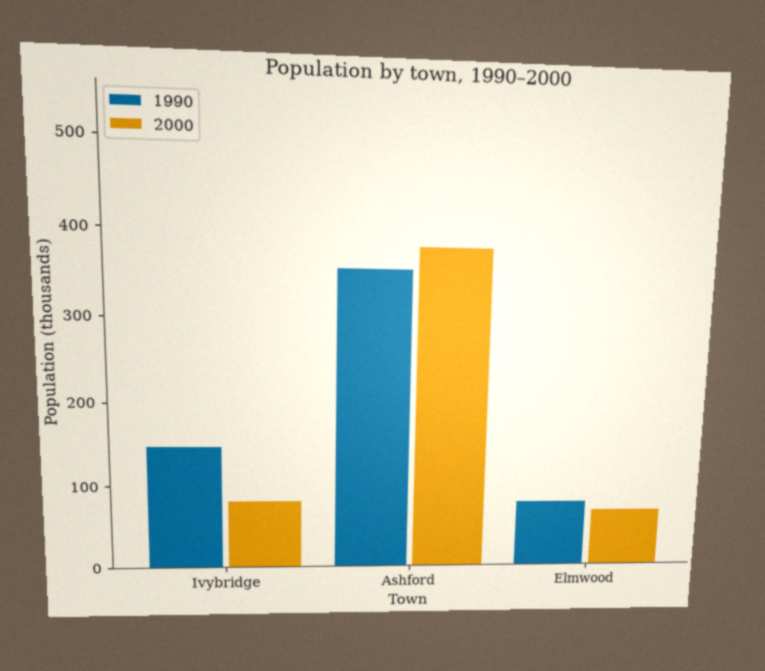 Population by town, 1990–2000
1990
2000
500
400
300
200
100
0
Population (thousands)
Ivybridge
Ashford
Elmwood
Town